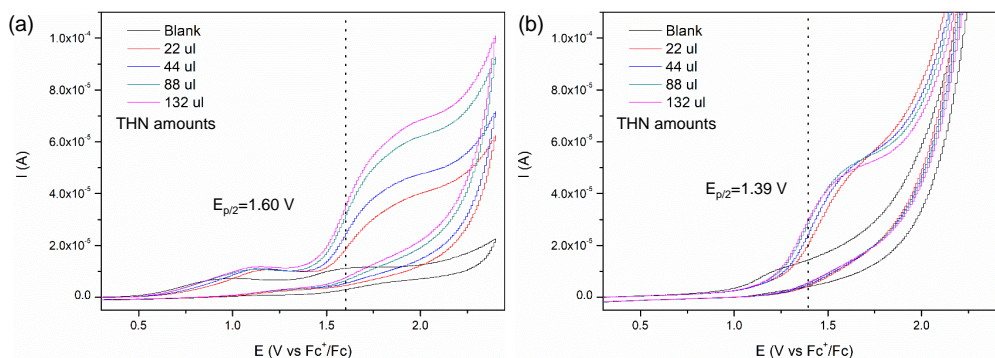 (a)
1.0x10⁻⁴
8.0x10⁻⁵
6.0x10⁻⁵
4.0x10⁻⁵
2.0x10⁻⁵
0.0
I (A)
Blank
22 ul
44 ul
88 ul
132 ul
THN amounts
E_{p/2}=1.60 V
0.5 1.0 1.5 2.0
E (V vs Fc⁺/Fc)
(b)
1.0x10⁻⁴
8.0x10⁻⁵
6.0x10⁻⁵
4.0x10⁻⁵
2.0x10⁻⁵
0.0
I (A)
Blank
22 ul
44 ul
88 ul
132 ul
THN amounts
E_{p/2}=1.39 V
0.5 1.0 1.5 2.0
E (V vs Fc⁺/Fc)